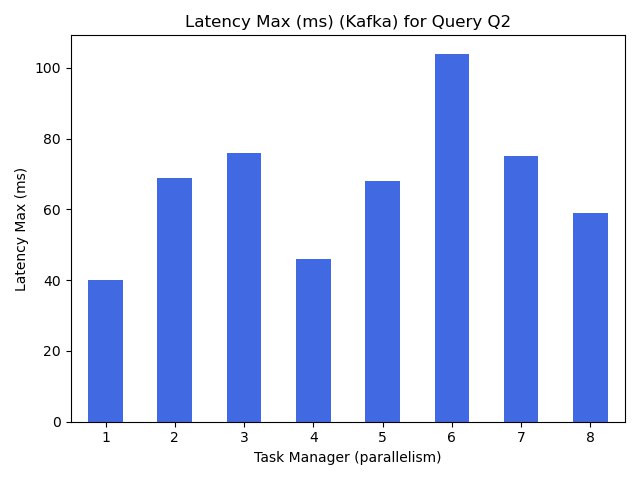 Latency Max (ms) (Kafka) for Query Q2
100
80
60
40
20
0
Latency Max (ms)
1 2 3 4 5 6 7 8
Task Manager (parallelism)